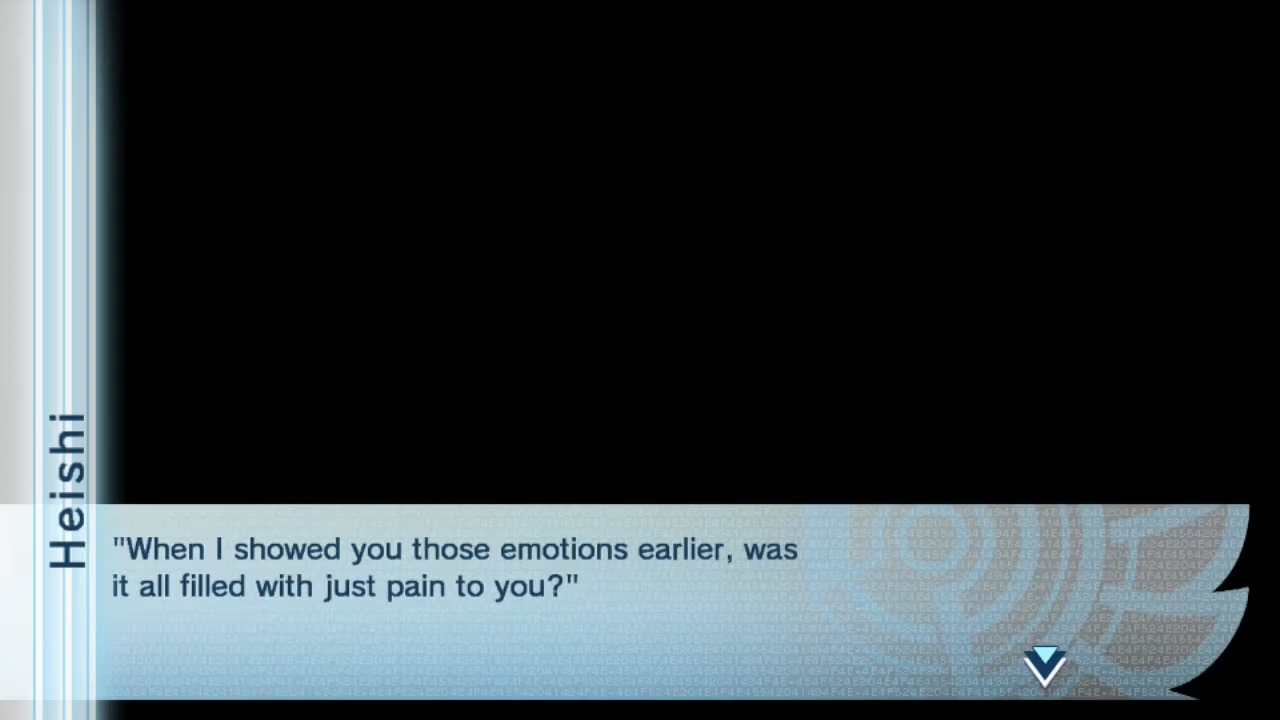 Heishi
"When I showed you those emotions earlier, was
it all filled with just pain to you?"